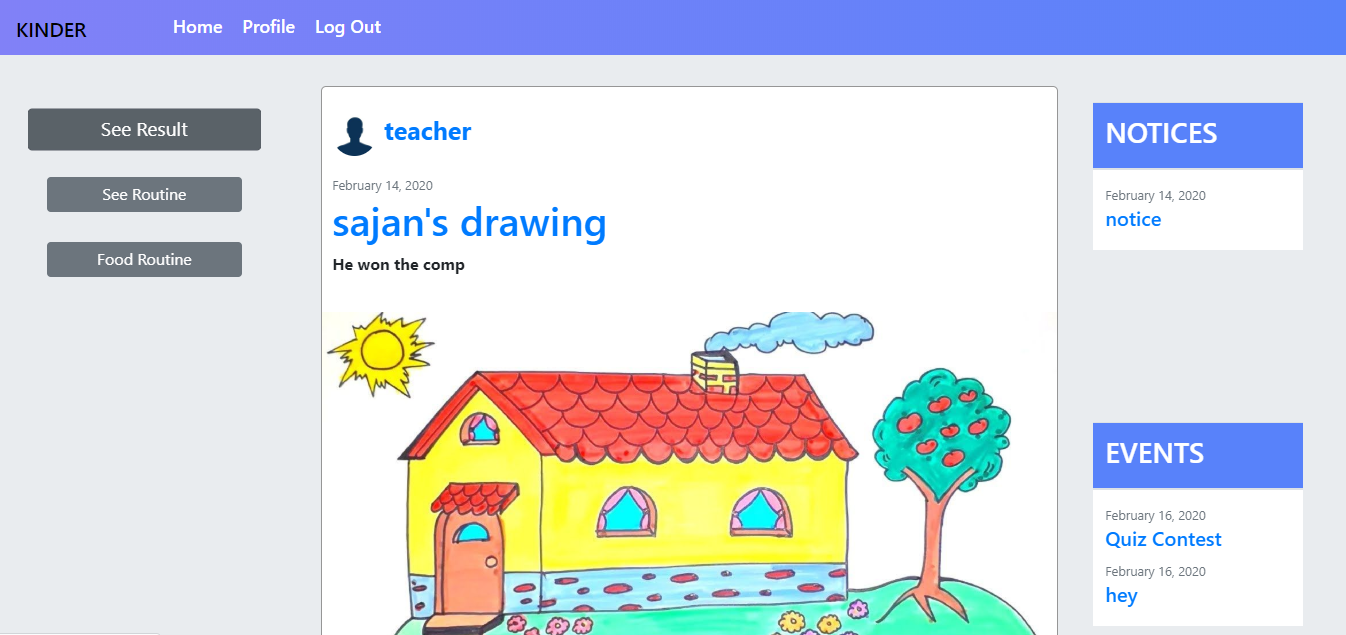 KINDER
Home Profile Log Out
See Result
See Routine
Food Routine
teacher
February 14, 2020
sajan's drawing
He won the comp
NOTICES
February 14, 2020
notice
EVENTS
February 16, 2020
Quiz Contest
February 16, 2020
hey